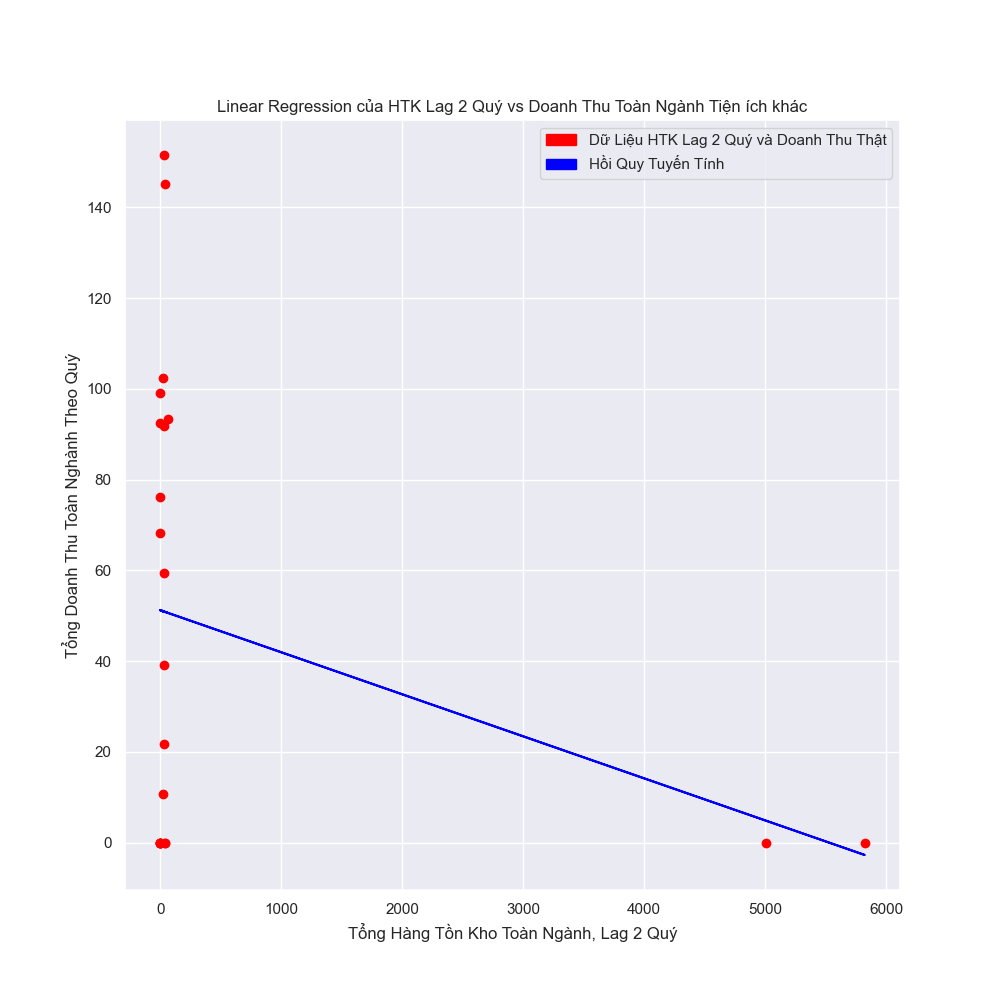 Linear Regression của HTK Lag 2 Quý vs Doanh Thu Toàn Ngành Tiện ích khác
Dữ Liệu HTK Lag 2 Quý và Doanh Thu Thật
Hồi Quy Tuyến Tính
Tổng Doanh Thu Toàn Nghành Theo Quý
140
120
100
80
60
40
20
0
0 1000 2000 3000 4000 5000 6000
Tổng Hàng Tồn Kho Toàn Ngành, Lag 2 Quý